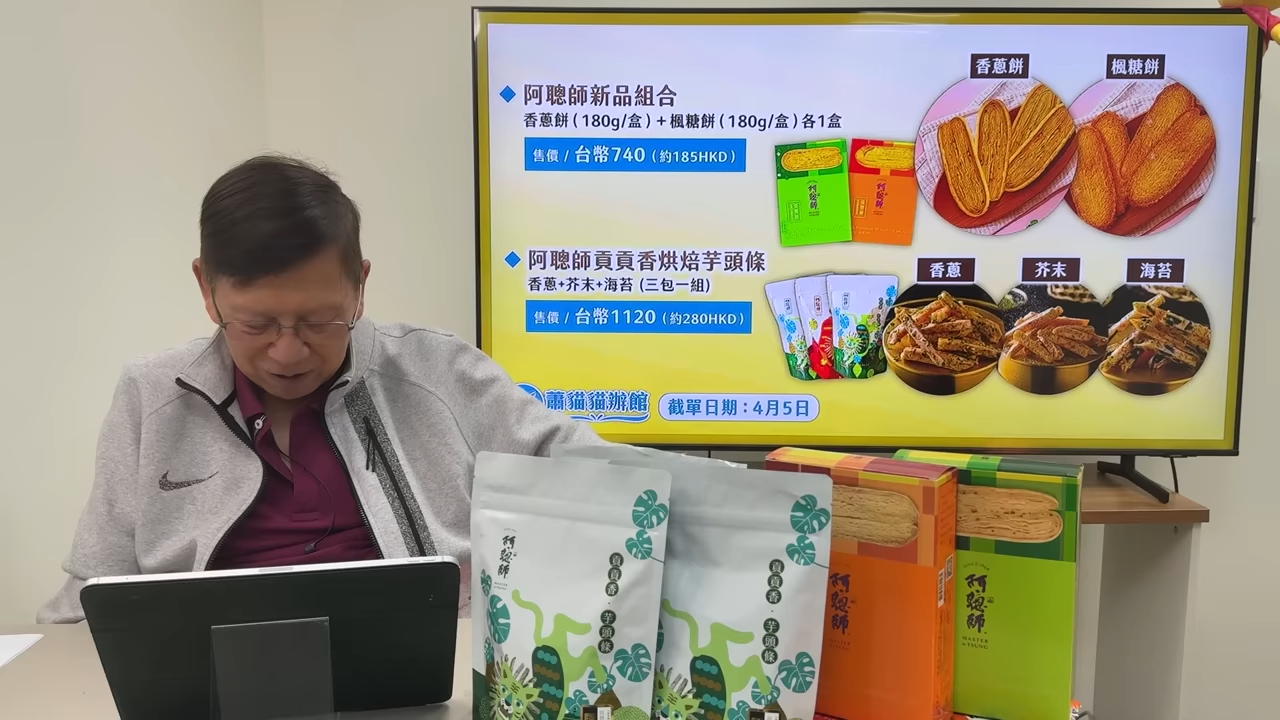 香蔥餅
楓糖餅
阿聰師新品組合
香蔥餅(180g/盒)+楓糖餅(180g/盒)各1盒
售價 / 台幣740 (約185HKD)
阿聰師
阿聰師
阿聰師貢貢香烘焙芋頭條
香蔥+芥末+海苔 (三包一組)
售價 / 台幣1120 (約280HKD)
香蔥
芥末
海苔
蕭貓貓辦館
截單日期:4月5日
阿聰師
貢貢香·芋頭條
貢貢香·芋頭條
阿聰師
MASTER
阿聰師
MASTER
TSUNG